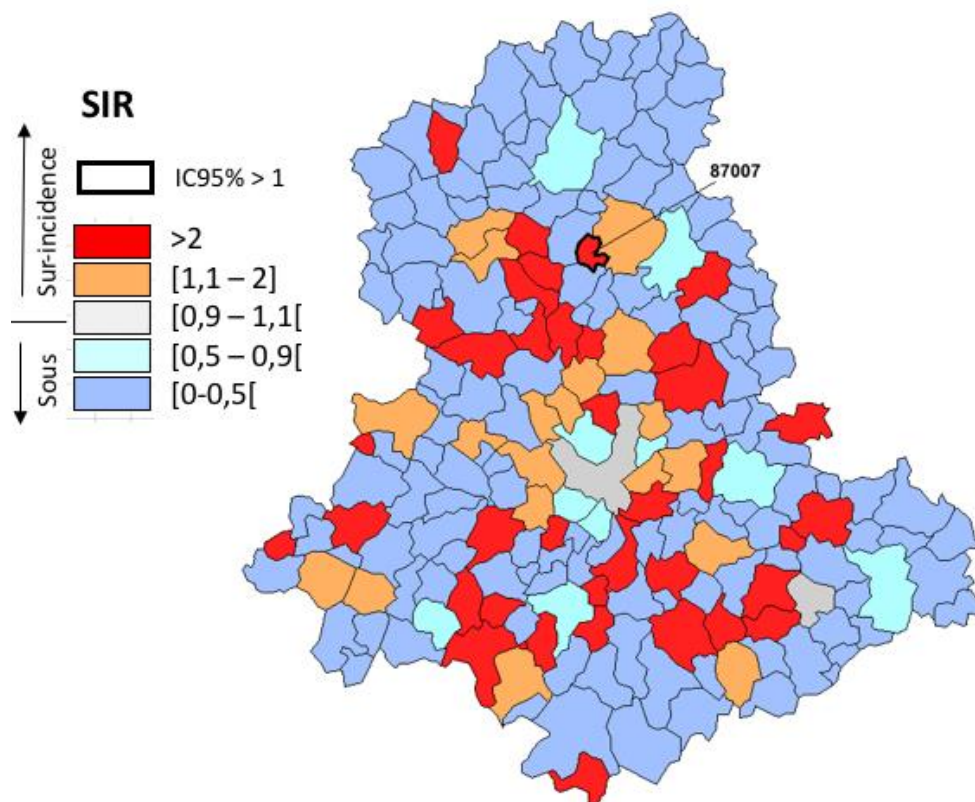 SIR
IC95% > 1
>2
[1,1 – 2]
[0,9 – 1,1[
[0,5 – 0,9[
[0-0,5[
Sur-incidence
Sous
87007